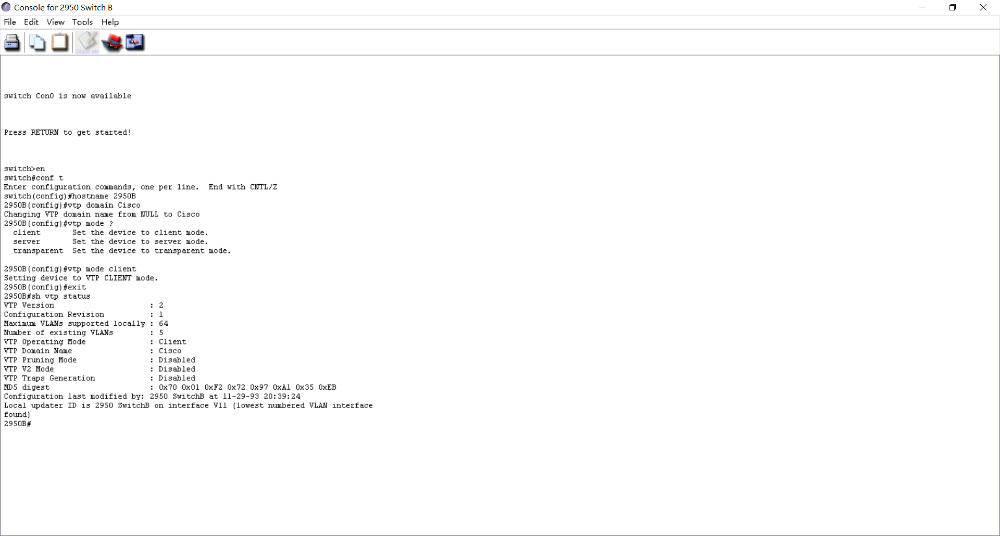 Console for 2950 Switch B
File Edit View Tools Help
Grade Me
switch Con0 is now available
Press RETURN to get started!
switch>en
switch#conf t
Enter configuration commands, one per line.  End with CNTL/Z
switch(config)#hostname 2950B
2950B(config)#vtp domain Cisco
Changing VTP domain name from NULL to Cisco
2950B(config)#vtp mode ?
  client       Set the device to client mode.
  server       Set the device to server mode.
  transparent  Set the device to transparent mode.
2950B(config)#vtp mode client
Setting device to VTP CLIENT mode.
2950B(config)#exit
2950B#sh vtp status
VTP Version                     : 2
Configuration Revision          : 1
Maximum VLANs supported locally : 64
Number of existing VLANs        : 5
VTP Operating Mode              : Client
VTP Domain Name                 : Cisco
VTP Pruning Mode                : Disabled
VTP V2 Mode                     : Disabled
VTP Traps Generation            : Disabled
MD5 digest                      : 0x70 0x01 0xF2 0x72 0x97 0xA1 0x35 0xEB
Configuration last modified by: 2950 SwitchB at 11-29-93 20:39:24
Local updater ID is 2950 SwitchB on interface Vl1 (lowest numbered VLAN interface
found)
2950B#